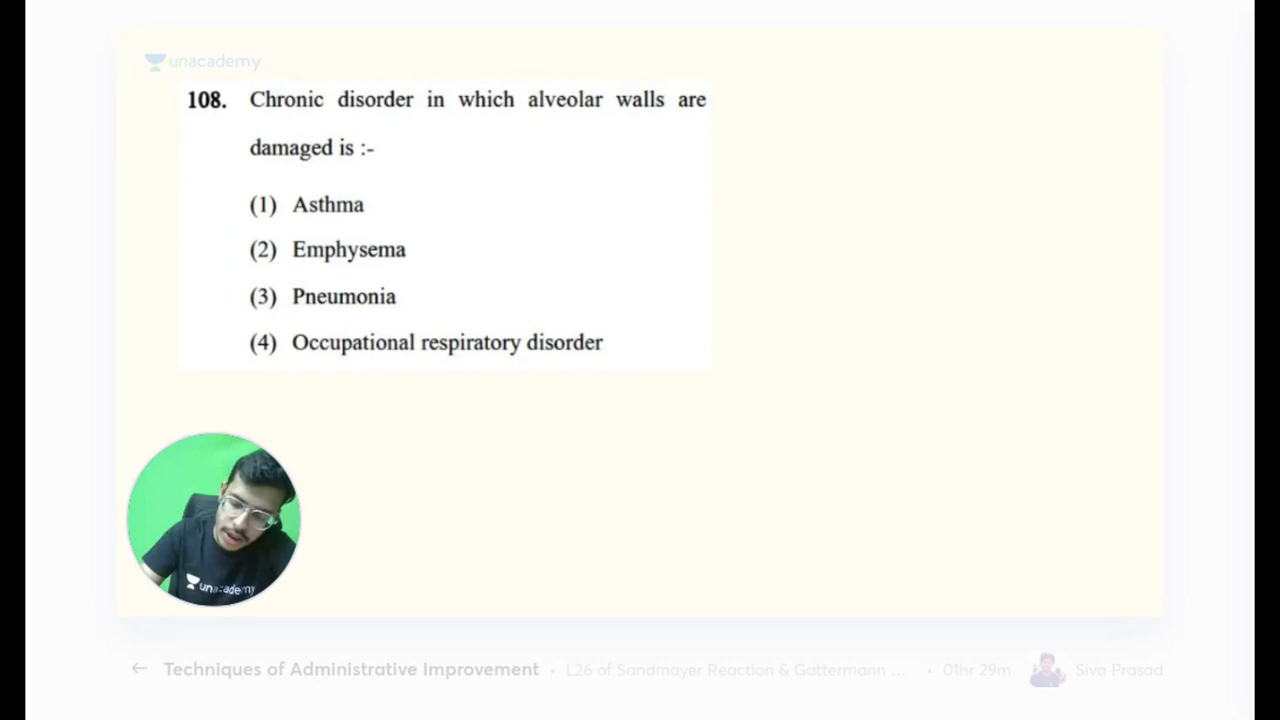 unacademy
108. Chronic disorder in which alveolar walls are
damaged is :-
(1) Asthma
(2) Emphysema
(3) Pneumonia
(4) Occupational respiratory disorder
unacademy
← Techniques of Administrative Improvement • L26 of Sandmayer Reaction & Gattermann ... • 01hr 29m Siva Prasad